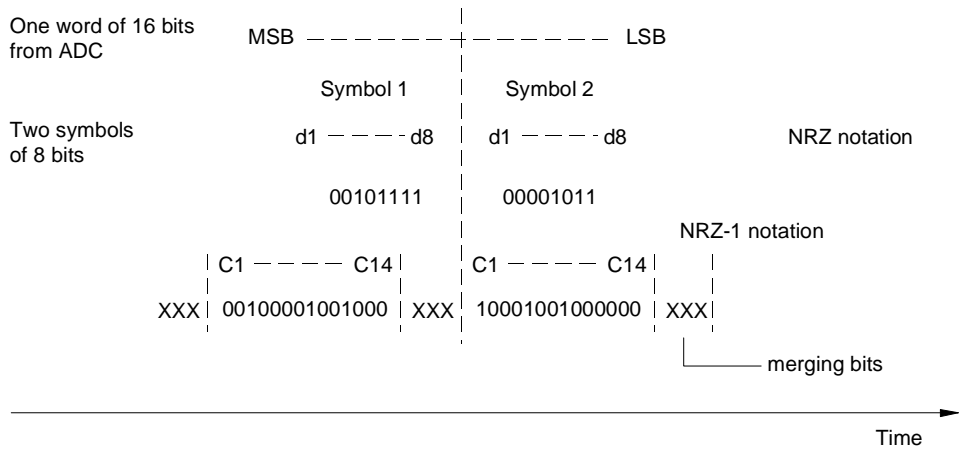 One word of 16 bits
from ADC
MSB LSB
Symbol 1 Symbol 2
Two symbols
of 8 bits
d1 d8 d1 d8 NRZ notation
00101111 00001011
NRZ-1 notation
C1 C14 C1 C14
XXX 00100001001000 XXX 10001001000000 XXX
merging bits
Time